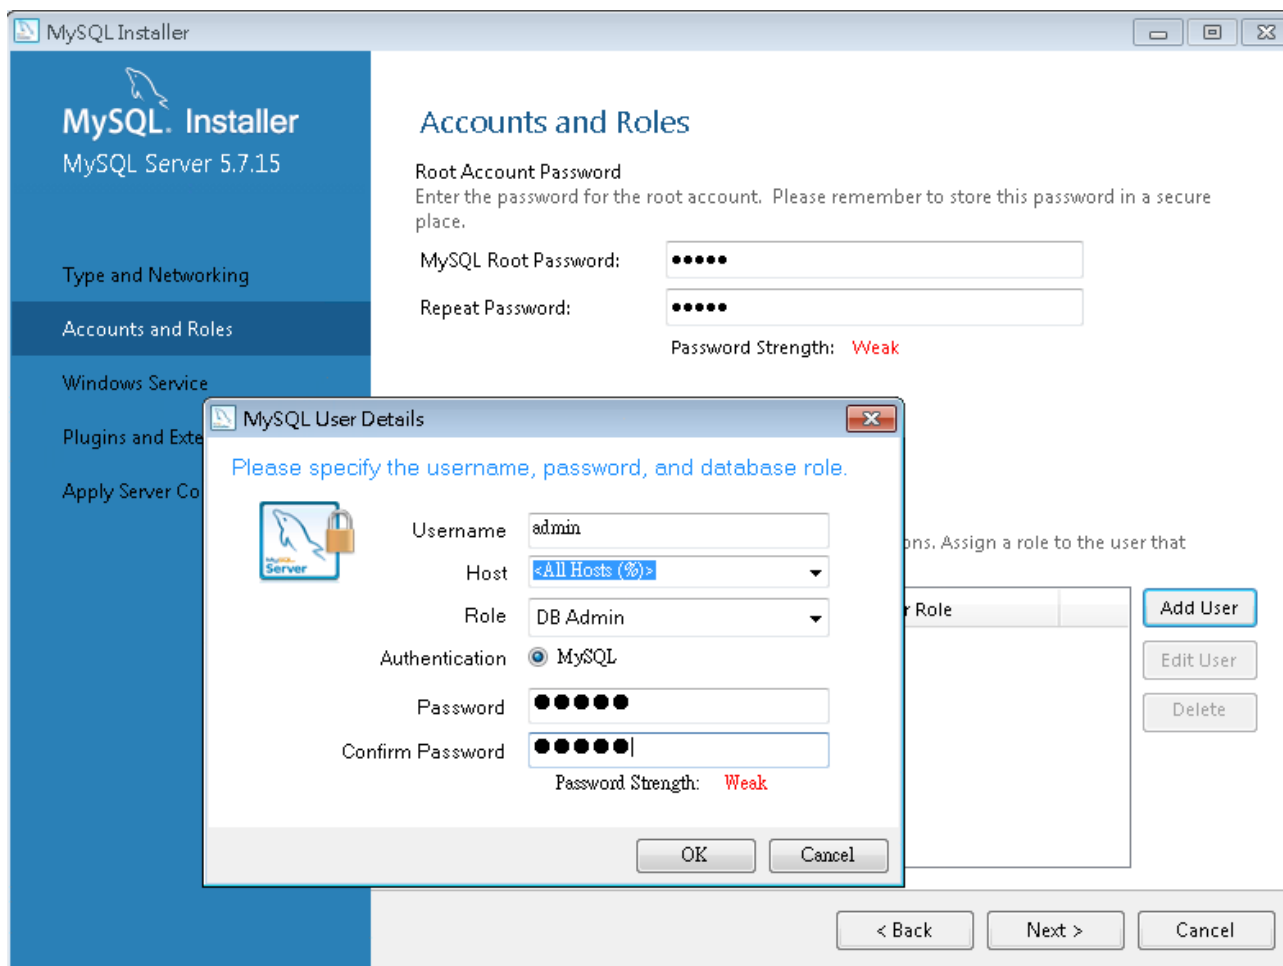 MySQL Installer
MySQL. Installer
MySQL Server 5.7.15
Type and Networking
Accounts and Roles
Windows Service
Plugins and Exte
Apply Server Co
Accounts and Roles
Root Account Password
Enter the password for the root account. Please remember to store this password in a secure
place.
MySQL Root Password: ●●●●●
Repeat Password: ●●●●●
Password Strength: Weak
ons. Assign a role to the user that
r Role
Add User
Edit User
Delete
MySQL User Details
Please specify the username, password, and database role.
MySQL
Server
Username admin
Host <All Hosts (%)>
Role DB Admin
Authentication MySQL
Password ●●●●●
Confirm Password ●●●●●
Password Strength: Weak
OK Cancel
< Back Next > Cancel